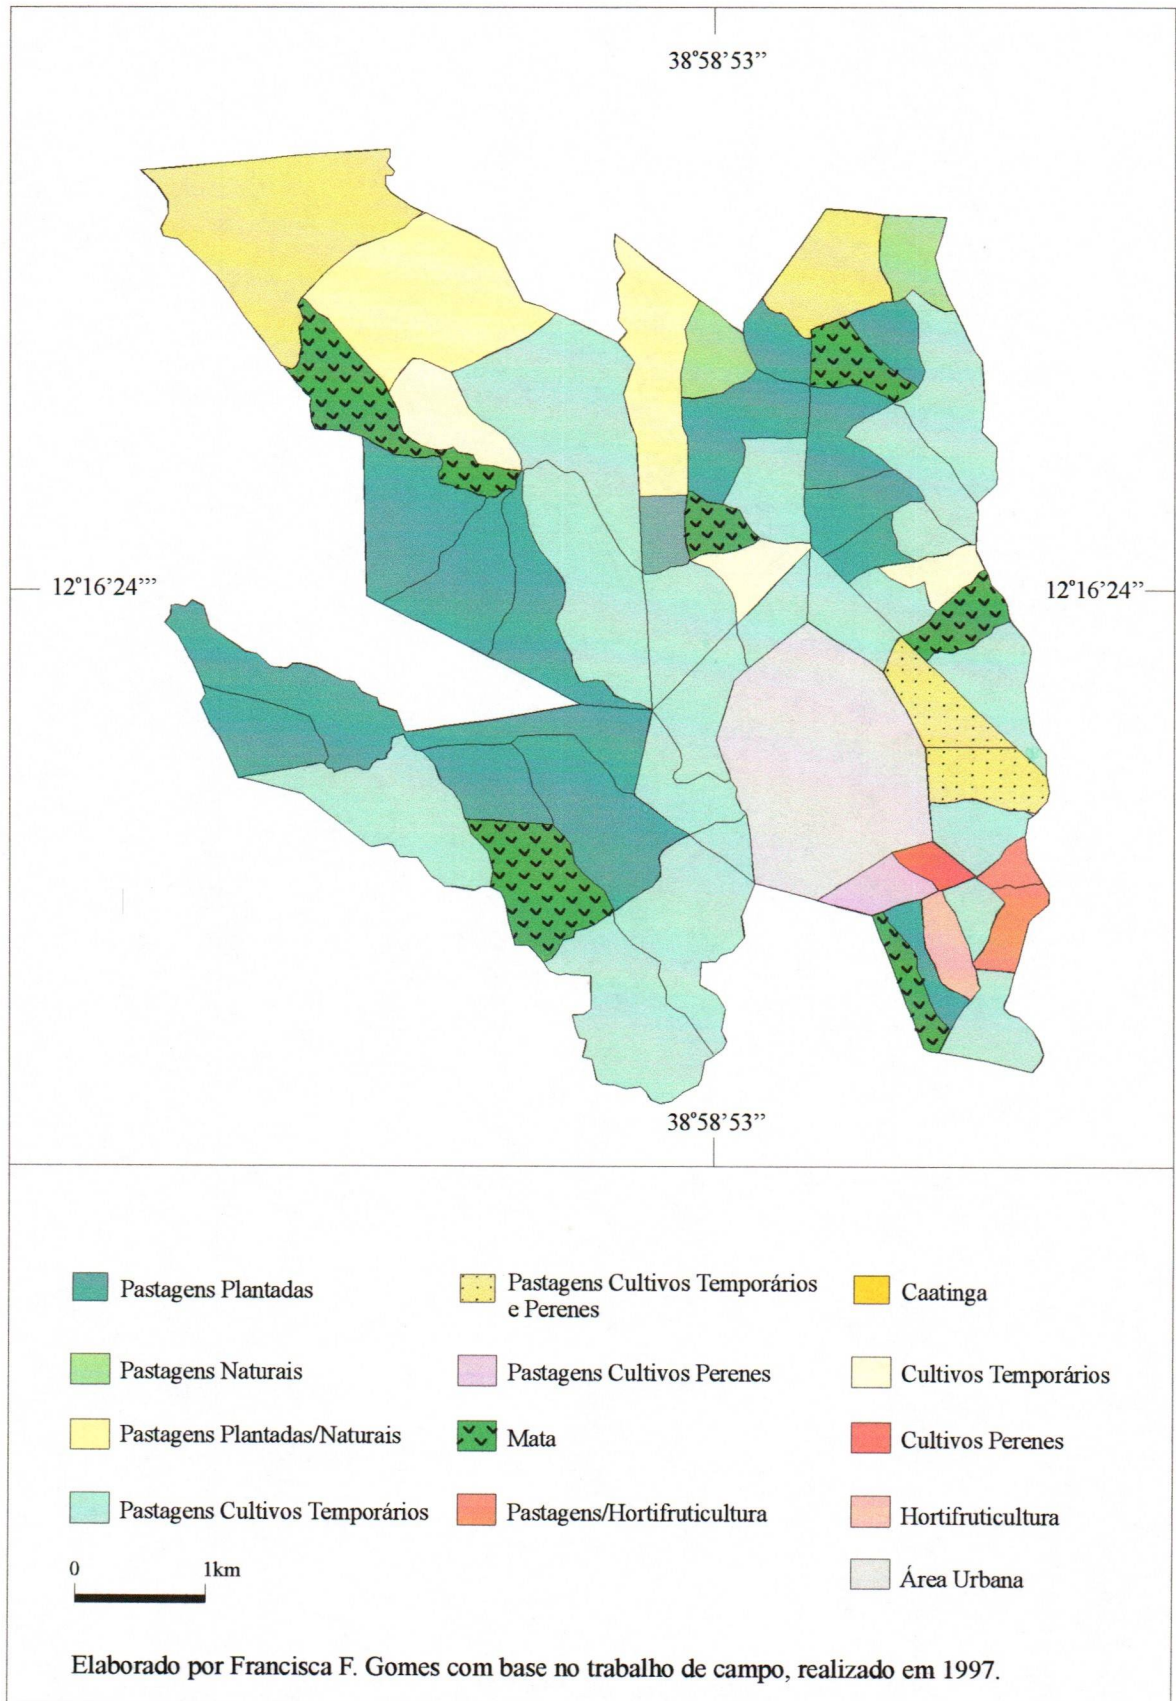 38°58’53”
12°16’24”’
12°16’24”
38°58’53”
Pastagens Plantadas
Pastagens Naturais
Pastagens Plantadas/Naturais
Pastagens Cultivos Temporários
Pastagens Cultivos Temporários
e Perenes
Pastagens Cultivos Perenes
Mata
Pastagens/Hortifruticultura
Caatinga
Cultivos Temporários
Cultivos Perenes
Hortifruticultura
Área Urbana
0 1km
Elaborado por Francisca F. Gomes com base no trabalho de campo, realizado em 1997.